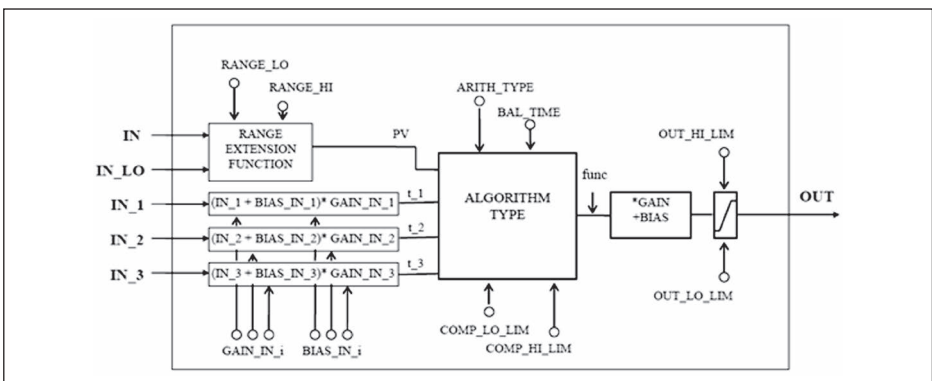 RANGE_LO
RANGE_HI
ARITH_TYPE
BAL_TIME
OUT_HI_LIM
IN
RANGE
EXTENSION
FUNCTION
PV
IN_LO
func
OUT
IN_1
(IN_1 + BIAS_IN_1)* GAIN_IN_1
t_1
ALGORITHM
TYPE
*GAIN
+BIAS
IN_2
(IN_2 + BIAS_IN_2)* GAIN_IN_2
t_2
IN_3
(IN_3 + BIAS_IN_3)* GAIN_IN_3
t_3
OUT_LO_LIM
COMP_LO_LIM
COMP_HI_LIM
GAIN_IN_i
BIAS_IN_i